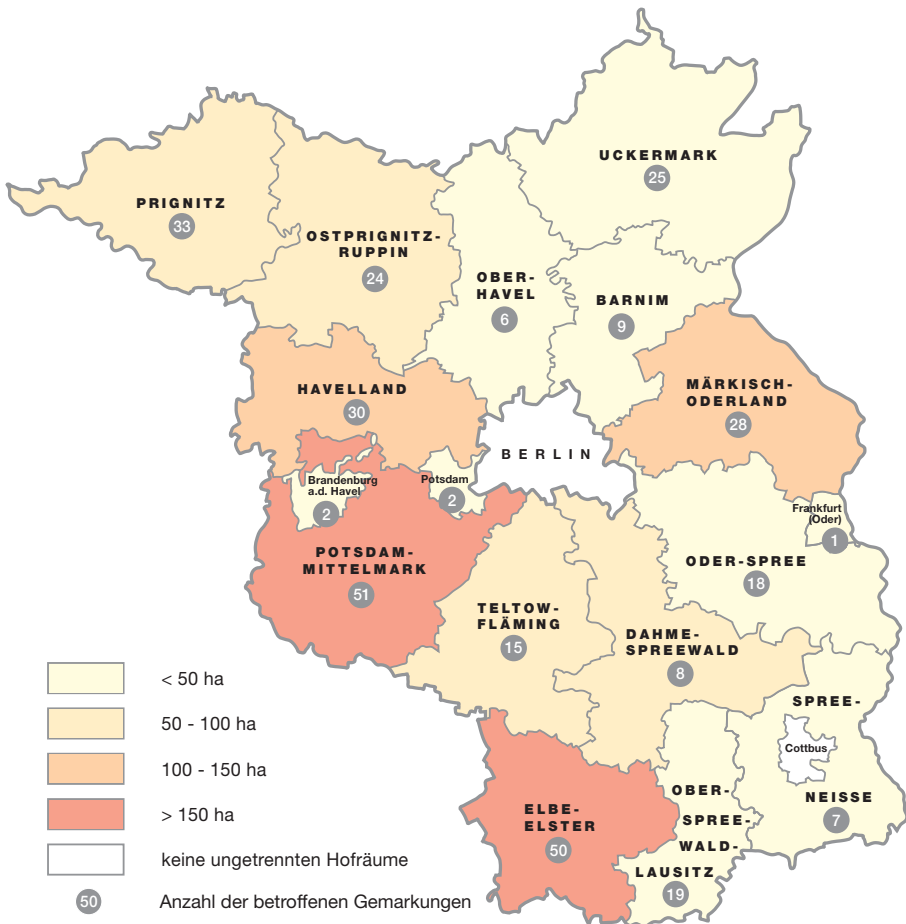 UCKERMARK
25
PRIGNITZ
33
OSTPRIGNITZ-
RUPPIN
24
OBER-
HAVEL
6
BARNIM
9
HAVELLAND
30
MÄRKISCH-
ODERLAND
28
BERLIN
Brandenburg
a.d. Havel
2
Potsdam
2
Frankfurt
(Oder)
1
POTSDAM-
MITTELMARK
51
ODER-SPREE
18
TELTOW-
FLÄMING
15
DAHME-
SPREEWALD
8
SPREE-
NEISSE
7
Cottbus
OBER-
SPREE-
WALD-
LAUSITZ
19
ELBE-
ELSTER
50
< 50 ha
50 - 100 ha
100 - 150 ha
> 150 ha
keine ungetrennten Hofräume
50 Anzahl der betroffenen Gemarkungen